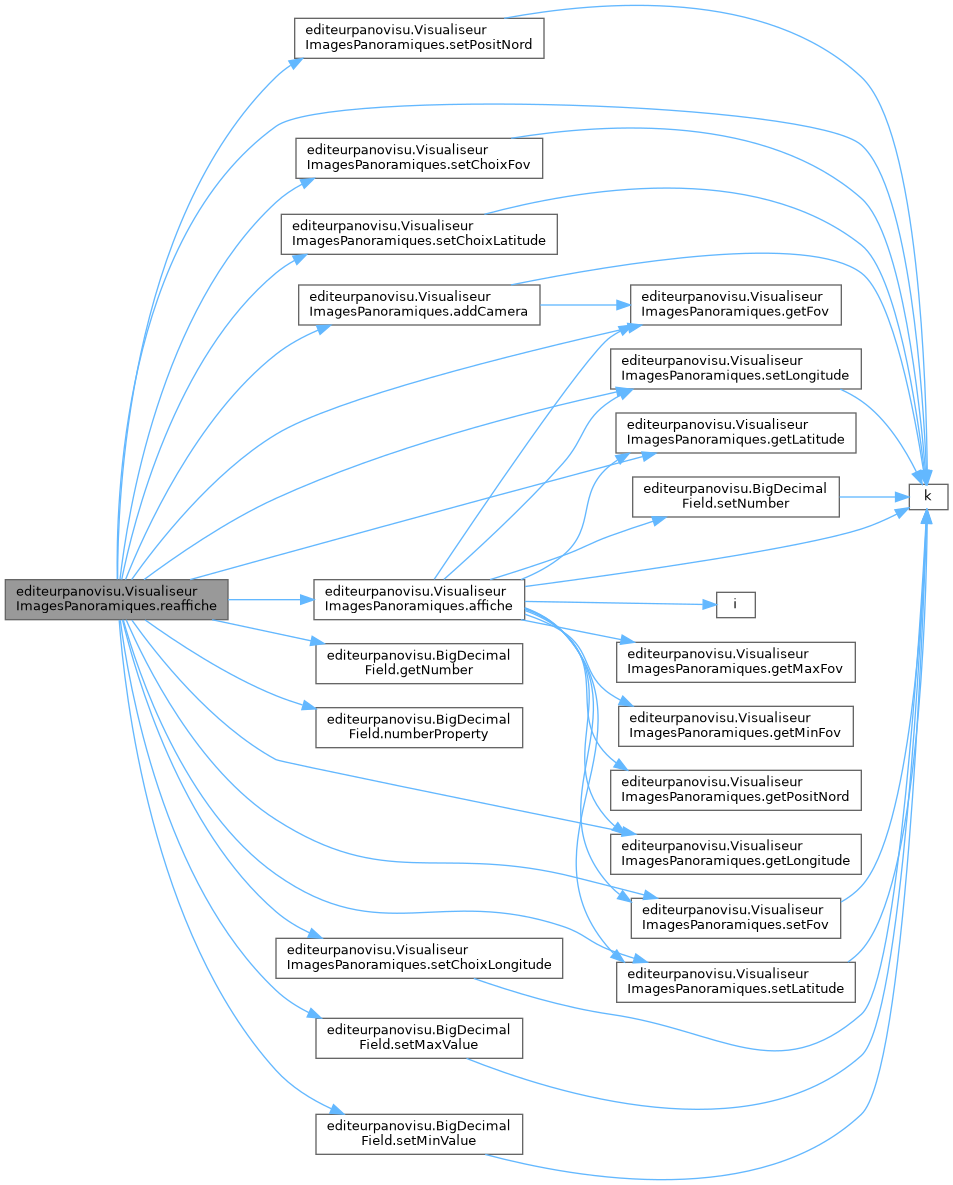 editeurpanovisu.Visualiseur
ImagesPanoramiques.setPositNord
editeurpanovisu.Visualiseur
ImagesPanoramiques.setChoixFov
editeurpanovisu.Visualiseur
ImagesPanoramiques.setChoixLatitude
editeurpanovisu.Visualiseur
ImagesPanoramiques.addCamera
editeurpanovisu.Visualiseur
ImagesPanoramiques.getFov
editeurpanovisu.Visualiseur
ImagesPanoramiques.setLongitude
editeurpanovisu.Visualiseur
ImagesPanoramiques.getLatitude
editeurpanovisu.BigDecimal
Field.setNumber
k
editeurpanovisu.Visualiseur
ImagesPanoramiques.reaffiche
editeurpanovisu.Visualiseur
ImagesPanoramiques.affiche
i
editeurpanovisu.BigDecimal
Field.getNumber
editeurpanovisu.Visualiseur
ImagesPanoramiques.getMaxFov
editeurpanovisu.BigDecimal
Field.numberProperty
editeurpanovisu.Visualiseur
ImagesPanoramiques.getMinFov
editeurpanovisu.Visualiseur
ImagesPanoramiques.getPositNord
editeurpanovisu.Visualiseur
ImagesPanoramiques.getLongitude
editeurpanovisu.Visualiseur
ImagesPanoramiques.setFov
editeurpanovisu.Visualiseur
ImagesPanoramiques.setChoixLongitude
editeurpanovisu.Visualiseur
ImagesPanoramiques.setLatitude
editeurpanovisu.BigDecimal
Field.setMaxValue
editeurpanovisu.BigDecimal
Field.setMinValue